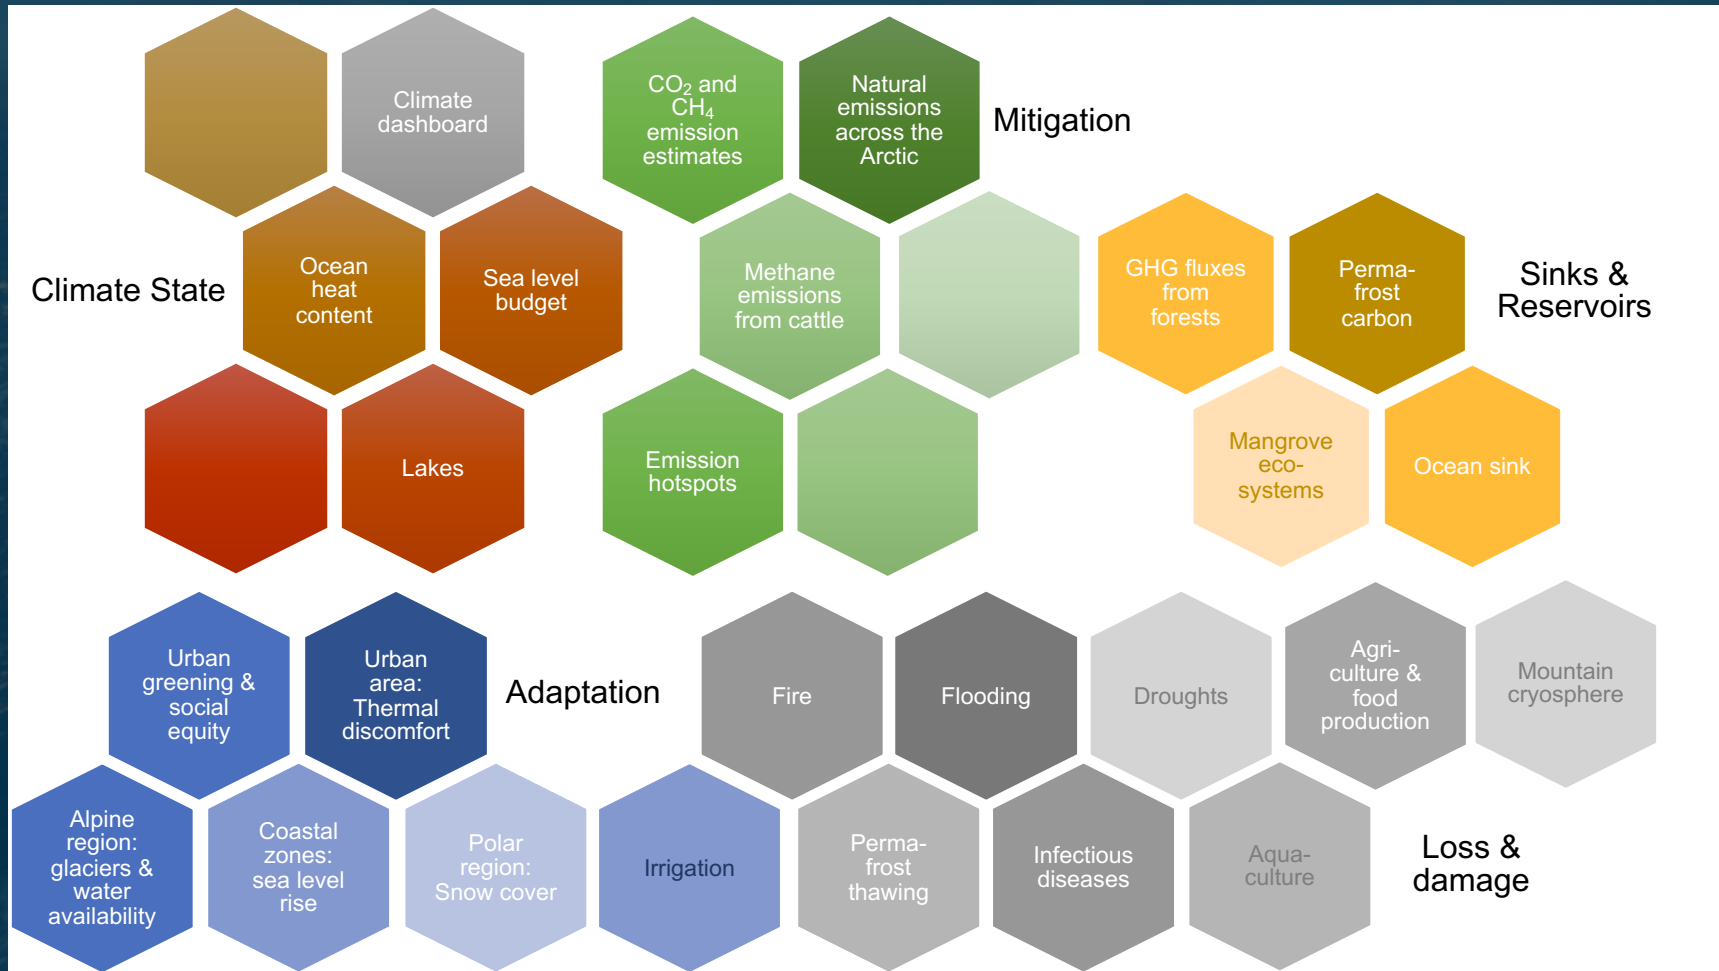 Climate
dashboard
CO₂ and
CH₄
emission
estimates
Natural
emissions
across the
Arctic
Mitigation
Climate State
Ocean
heat
content
Sea level
budget
Methane
emissions
from cattle
GHG fluxes
from
forests
Perma-
frost
carbon
Sinks &
Reservoirs
Lakes
Emission
hotspots
Mangrove
eco-
systems
Ocean sink
Urban
greening &
social
equity
Urban
area:
Thermal
discomfort
Adaptation
Fire
Flooding
Droughts
Agri-
culture &
food
production
Mountain
cryosphere
Alpine
region:
glaciers &
water
availability
Coastal
zones:
sea level
rise
Polar
region:
Snow cover
Irrigation
Perma-
frost
thawing
Infectious
diseases
Aqua-
culture
Loss &
damage